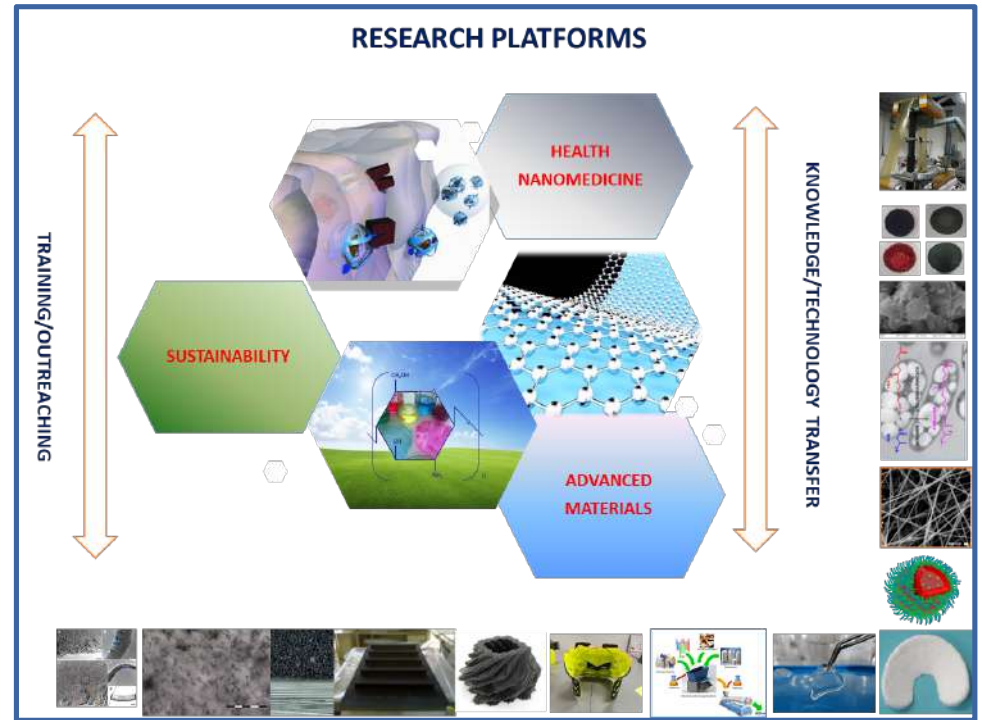 RESEARCH PLATFORMS
HEALTH
NANOMEDICINE
TRAINING/OUTREACHING
KNOWLEDGE/TECHNOLOGY TRANSFER
SUSTAINABILITY
ADVANCED
MATERIALS